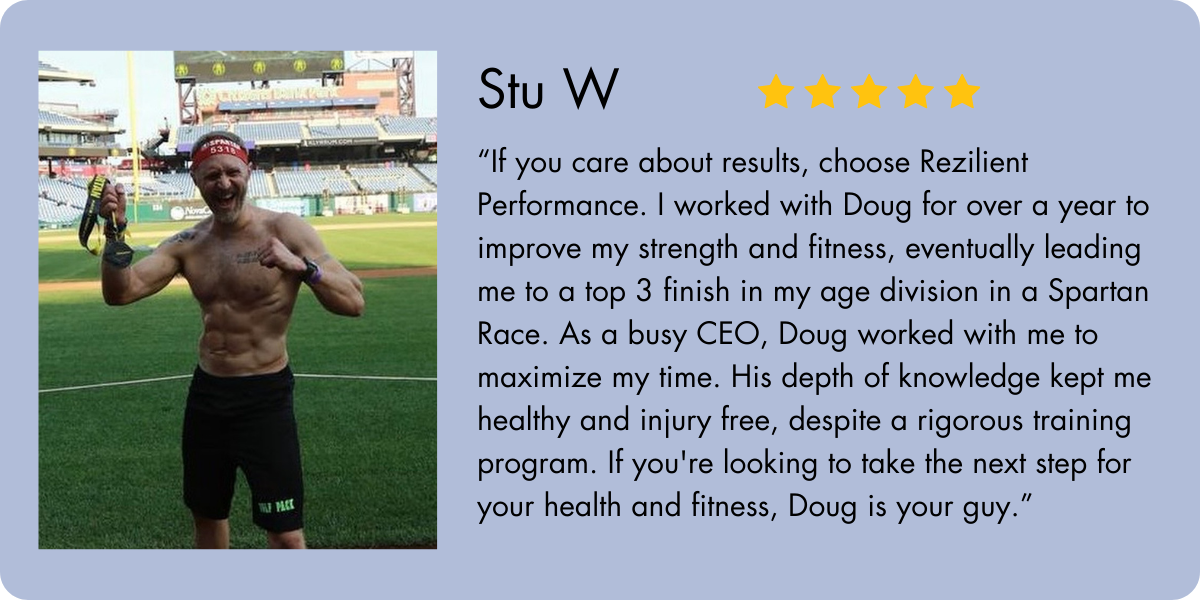 Stu W
“If you care about results, choose Rezilient
Performance. I worked with Doug for over a year to
improve my strength and fitness, eventually leading
me to a top 3 finish in my age division in a Spartan
Race. As a busy CEO, Doug worked with me to
maximize my time. His depth of knowledge kept me
healthy and injury free, despite a rigorous training
program. If you're looking to take the next step for
your health and fitness, Doug is your guy.”
SPARTAN
5318
PACK